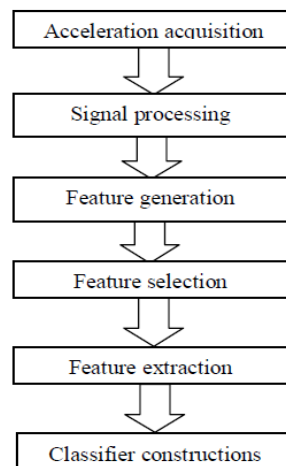 Acceleration acquisition
Signal processing
Feature generation
Feature selection
Feature extraction
Classifier constructions